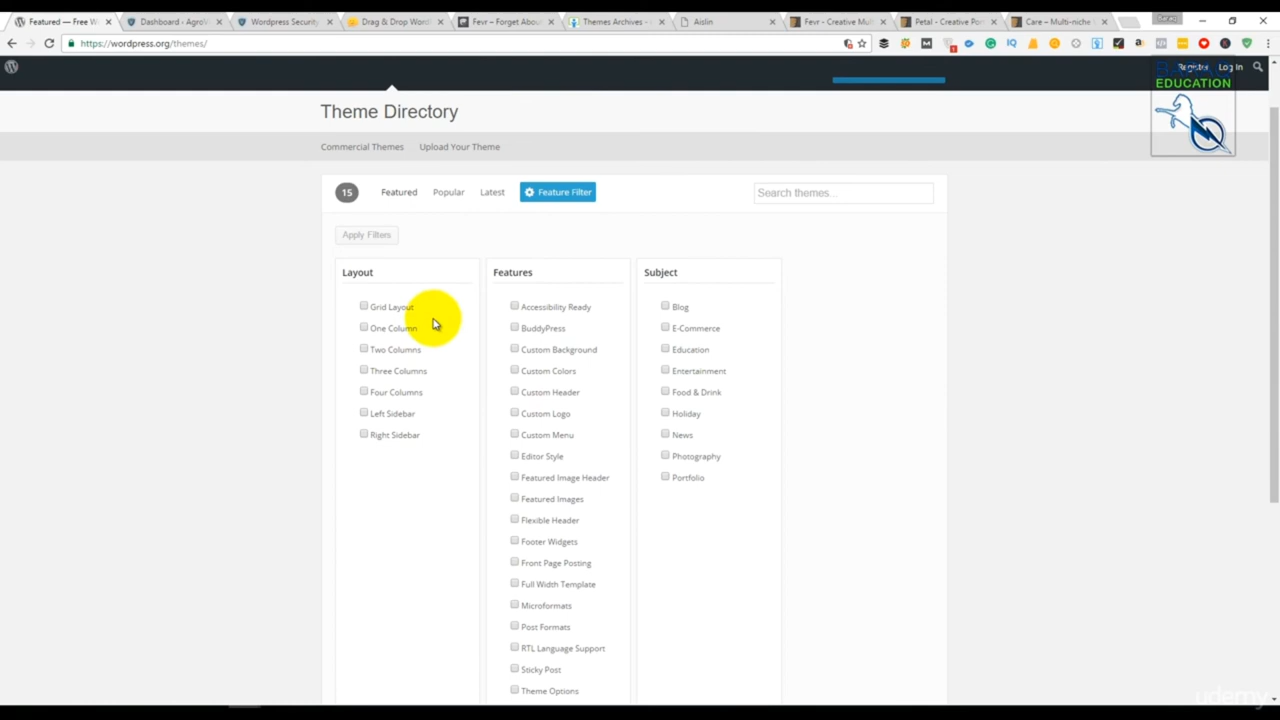 Featured — Free W
Dashboard ‹ AgroV
Wordpress Security
Drag & Drop WordP
Fevr – Forget Abou
Themes Archives -
Aislin
Fevr - Creative Mult
Petal - Creative Por
Care – Multi-niche
https://wordpress.org/themes/
Register
Log In
EDUCATION
Theme Directory
Commercial Themes
Upload Your Theme
15
Featured
Popular
Latest
Feature Filter
Search themes...
Apply Filters
Layout
Grid Layout
One Column
Two Columns
Three Columns
Four Columns
Left Sidebar
Right Sidebar
Features
Accessibility Ready
BuddyPress
Custom Background
Custom Colors
Custom Header
Custom Logo
Custom Menu
Editor Style
Featured Image Header
Featured Images
Flexible Header
Footer Widgets
Front Page Posting
Full Width Template
Microformats
Post Formats
RTL Language Support
Sticky Post
Theme Options
Subject
Blog
E-Commerce
Education
Entertainment
Food & Drink
Holiday
News
Photography
Portfolio
udemy